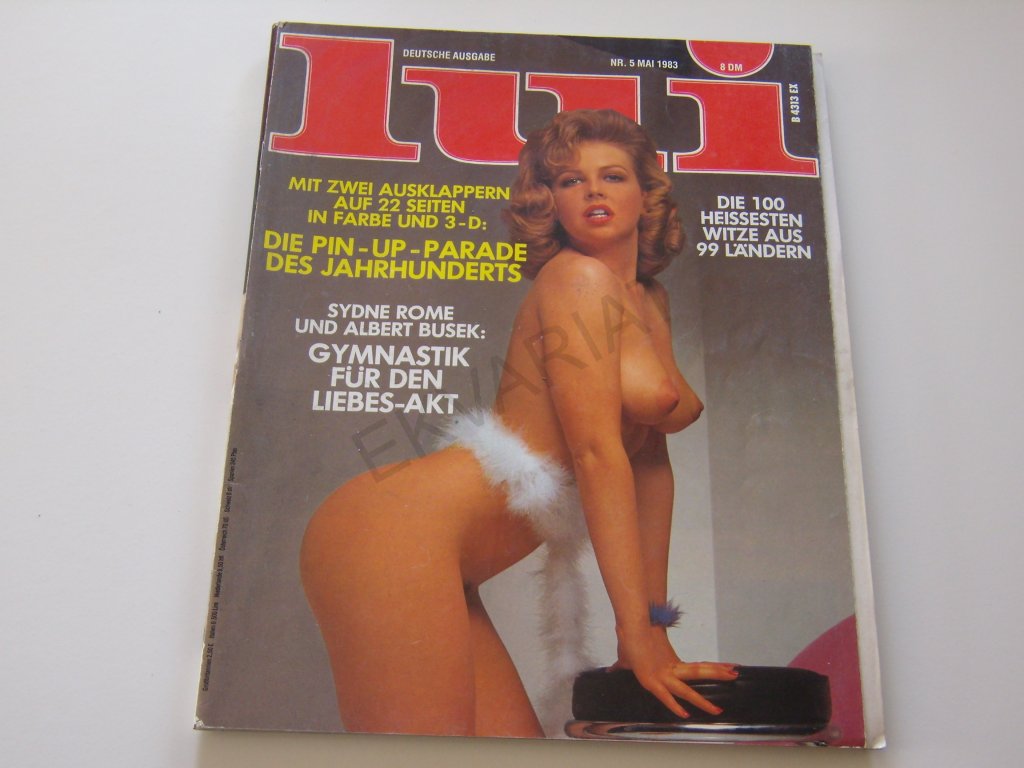 DEUTSCHE AUSGABE
NR. 5 MAI 1983
8 DM
lui
B 4313 EX
MIT ZWEI AUSKLAPPERN
AUF 22 SEITEN
IN FARBE UND 3-D:
DIE PIN-UP-PARADE
DES JAHRHUNDERTS
DIE 100
HEISSESTEN
WITZE AUS
99 LÄNDERN
SYDNE ROME
UND ALBERT BUSEK:
GYMNASTIK
FÜR DEN
LIEBES-AKT